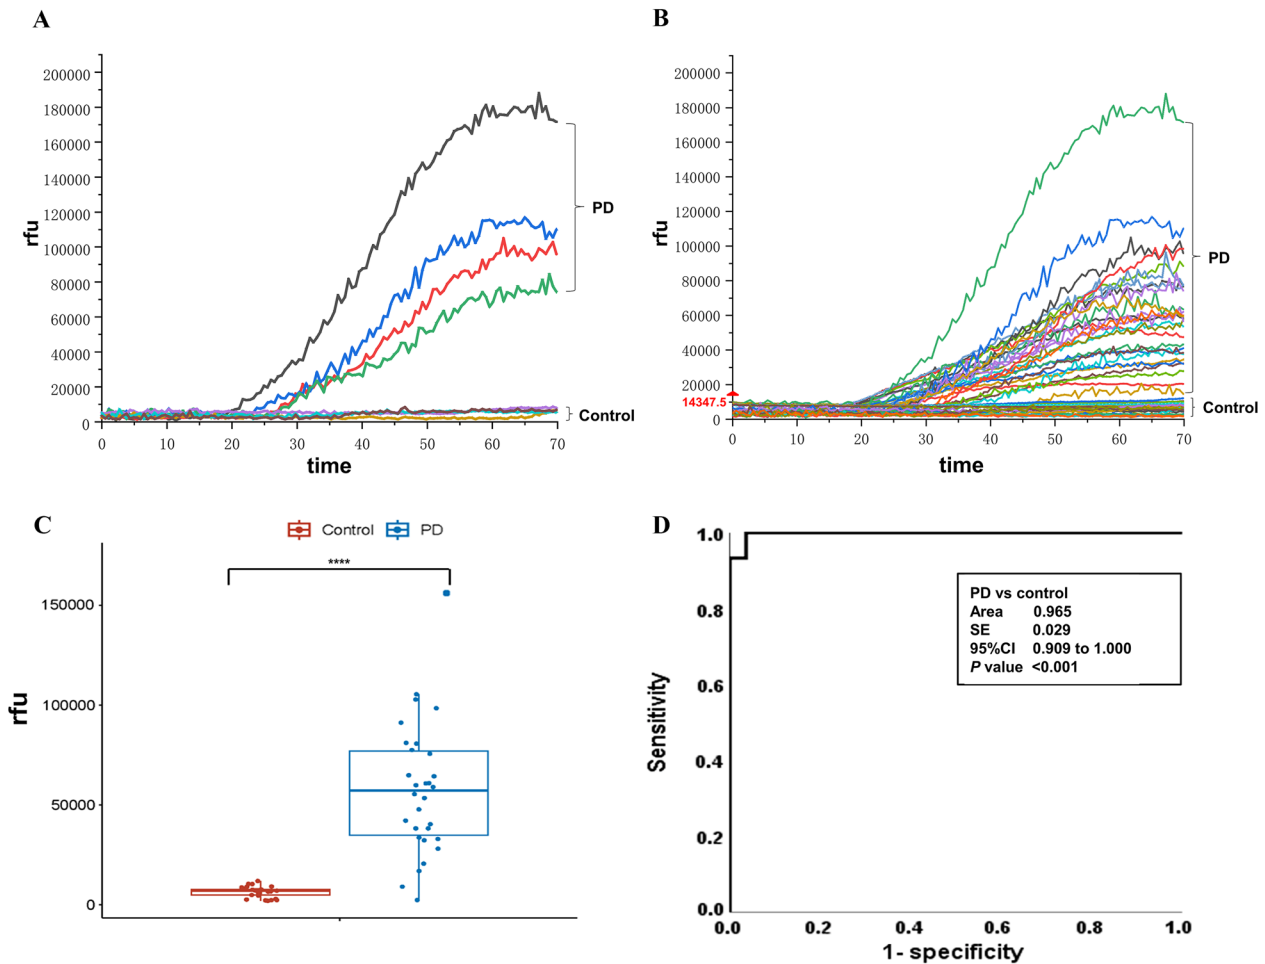 A
200000
180000
160000
140000
120000
100000
80000
60000
40000
20000
0
rfu
0 10 20 30 40 50 60 70
time
PD
Control
B
200000
180000
160000
140000
120000
100000
80000
60000
40000
20000
14347.5
0
rfu
0 10 20 30 40 50 60 70
time
PD
Control
C
Control PD
****
150000
100000
50000
0
rfu
D
1.0
0.8
0.6
0.4
0.2
0.0
Sensitivity
PD vs control
Area 0.965
SE 0.029
95%CI 0.909 to 1.000
P value <0.001
0.0 0.2 0.4 0.6 0.8 1.0
1- specificity